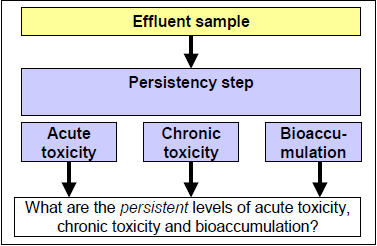 Effluent sample
Persistency step
Acute
toxicity
Chronic
toxicity
Bioaccu-
mulation
What are the persistent levels of acute toxicity,
chronic toxicity and bioaccumulation?